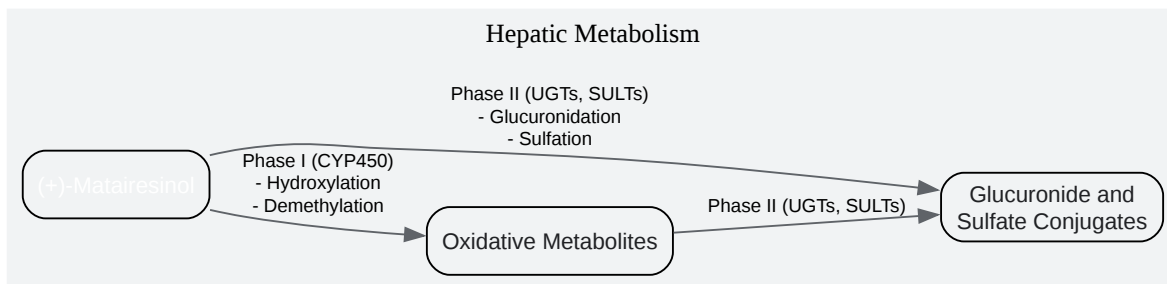 Hepatic Metabolism
Phase II (UGTs, SULTs)
- Glucuronidation
- Sulfation
Phase I (CYP450)
- Hydroxylation
- Demethylation
(+)-Matairesinol
Phase II (UGTs, SULTs)
Glucuronide and
Sulfate Conjugates
Oxidative Metabolites